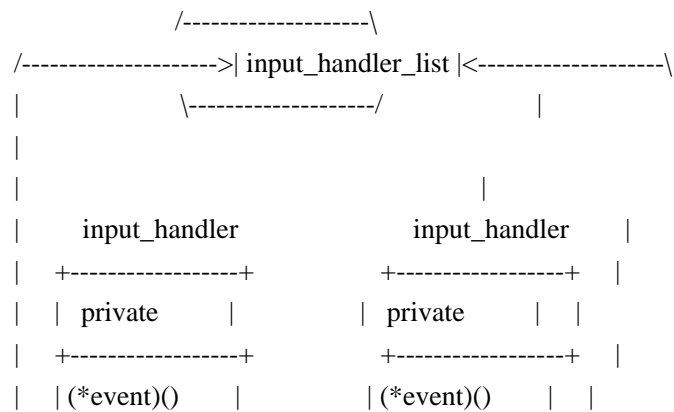 /--------------------\
/--------------------->| input_handler_list |<--------------------\
| \--------------------/ |
|
| |
| input_handler input_handler |
| +------------------+ +------------------+ |
| | private | | private | |
| +------------------+ +------------------+ |
| | (*event)() | | (*event)() | |